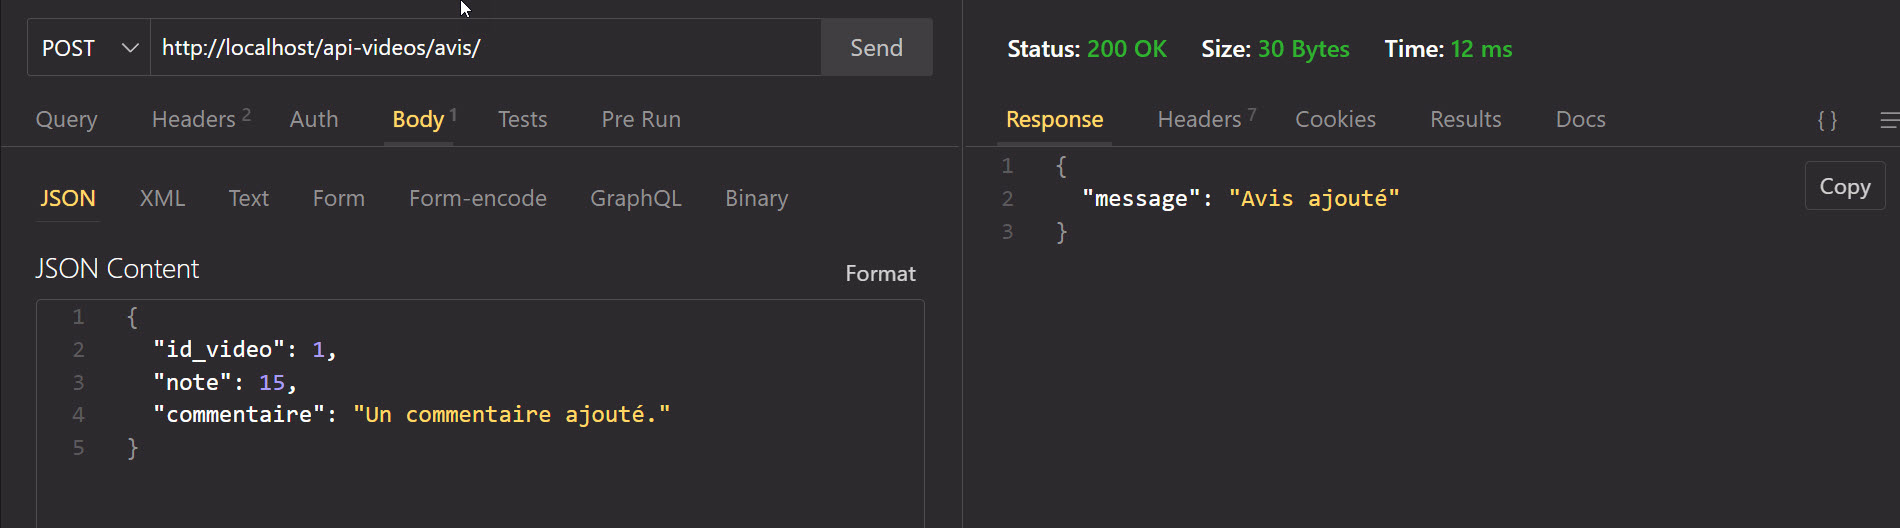 POST http://localhost/api-videos/avis/ Send
Query Headers 2 Auth Body 1 Tests Pre Run
JSON XML Text Form Form-encode GraphQL Binary
JSON Content Format
1 {
2 "id_video": 1,
3 "note": 15,
4 "commentaire": "Un commentaire ajouté."
5 }
Status: 200 OK Size: 30 Bytes Time: 12 ms
Response Headers 7 Cookies Results Docs { }
1 {
2 "message": "Avis ajouté"
3 }
Copy